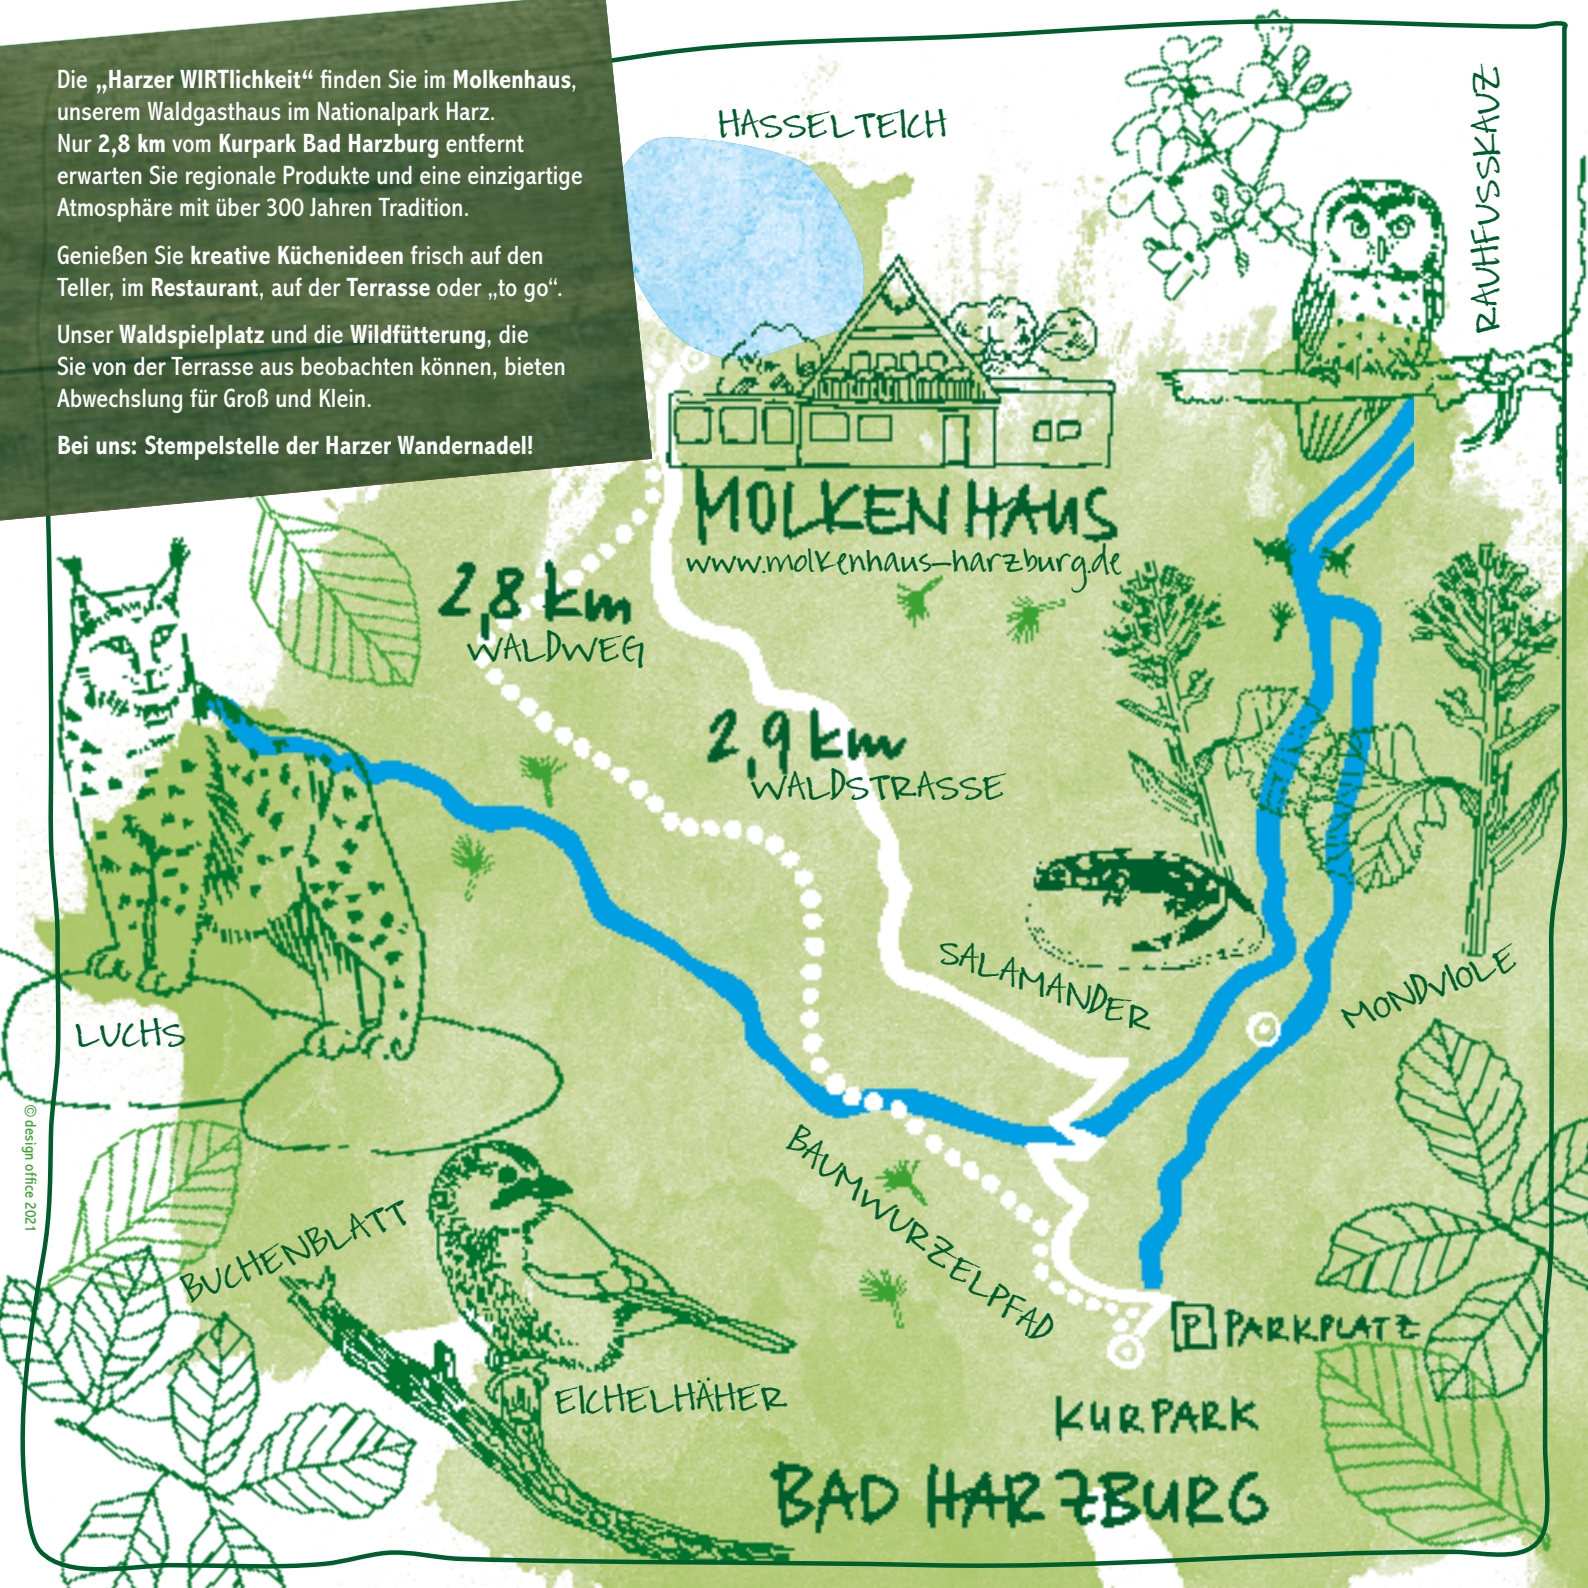 Die „Harzer WIRTlichkeit“ finden Sie im Molkenhaus,
unserem Waldgasthaus im Nationalpark Harz.
Nur 2,8 km vom Kurpark Bad Harzburg entfernt
erwarten Sie regionale Produkte und eine einzigartige
Atmosphäre mit über 300 Jahren Tradition.
Genießen Sie kreative Küchenideen frisch auf den
Teller, im Restaurant, auf der Terrasse oder „to go“.
Unser Waldspielplatz und die Wildfütterung, die
Sie von der Terrasse aus beobachten können, bieten
Abwechslung für Groß und Klein.
Bei uns: Stempelstelle der Harzer Wandernadel!
HASSELTEICH
RAUHFUSSKAUZ
MOLKENHAUS
www.molkenhaus-harzburg.de
2,8 km
WALDWEG
2,9 km
WALDSTRASSE
SALAMANDER
MONDVIOLE
LUCHS
BAUMWURZELPFAD
BUCHENBLATT
P PARKPLATZ
EICHELHÄHER
KURPARK
BAD HARZBURG
© design office 2021